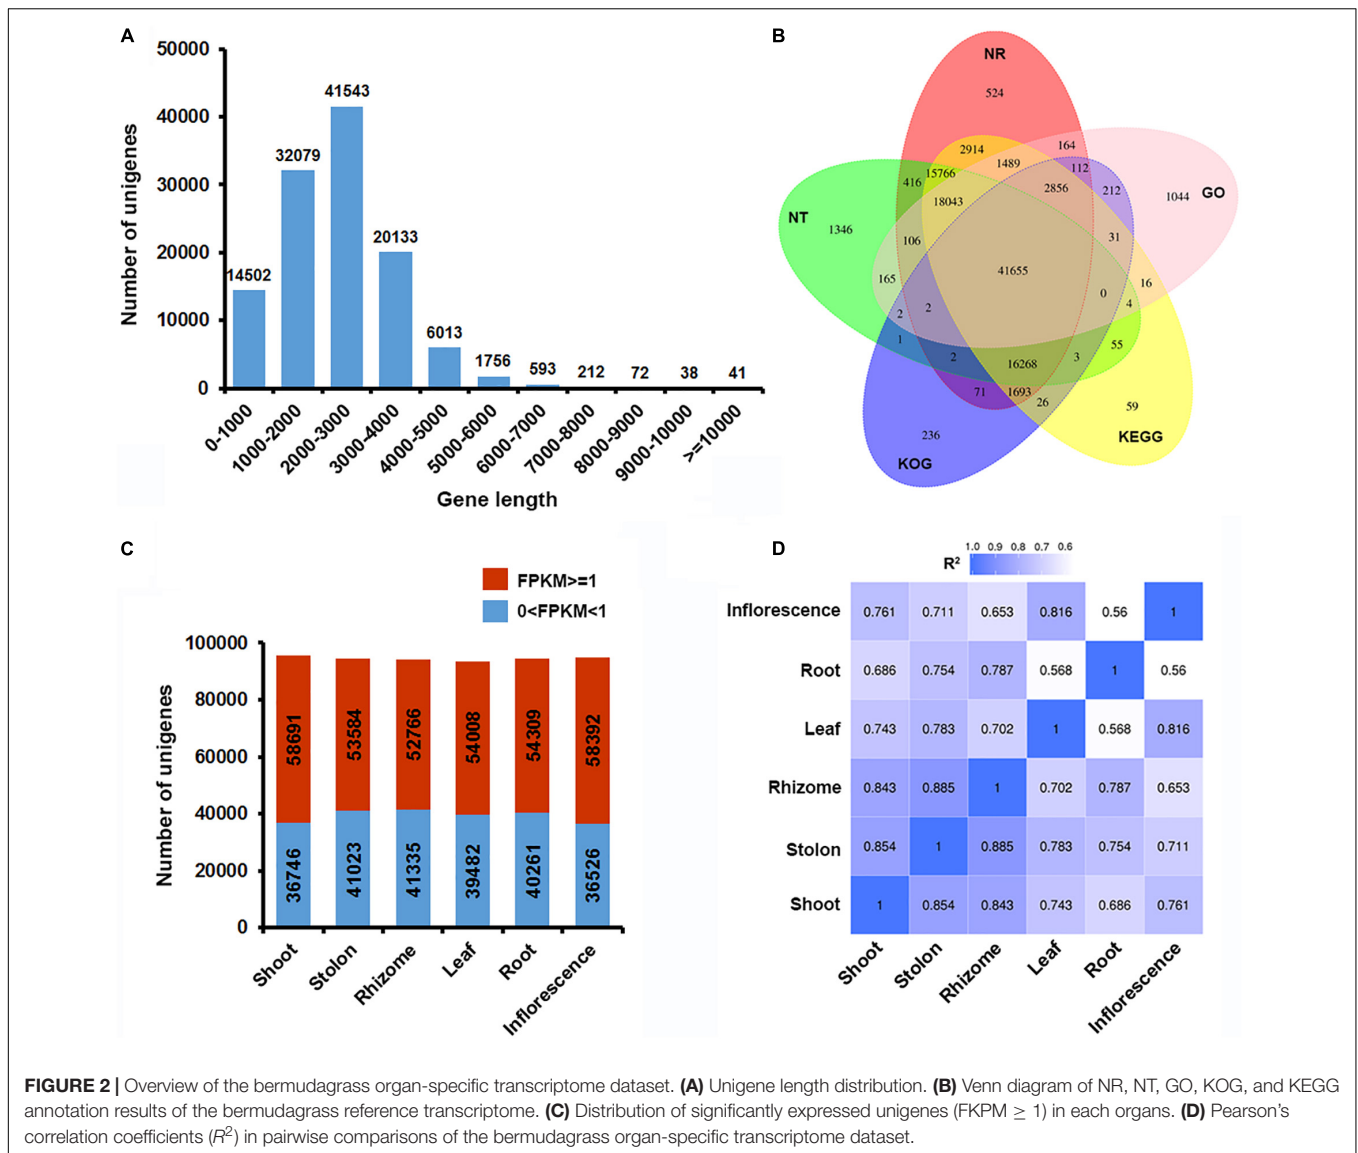 A
50000
40000
30000
20000
10000
0
Number of unigenes
14502
32079
41543
20133
6013
1756
593
212
72
38
41
0-1000
1000-2000
2000-3000
3000-4000
4000-5000
5000-6000
6000-7000
7000-8000
8000-9000
9000-10000
>=10000
Gene length
B
NR
524
GO
1044
NT
1346
KOG
236
KEGG
59
2914
1489
164
112
212
416
15766
2856
18043
31
106
41655
165
0
16
4
2
2
1
2
16268
3
55
71
1693
26
C
FPKM>=1
0<FPKM<1
100000
80000
60000
40000
20000
0
Number of unigenes
58691
53584
52766
54008
54309
58392
36746
41023
41335
39482
40261
36526
Shoot
Stolon
Rhizome
Leaf
Root
Inflorescence
D
R²
1.0 0.9 0.8 0.7 0.6
Inflorescence 0.761 0.711 0.653 0.816 0.56 1
Root 0.686 0.754 0.787 0.568 1 0.56
Leaf 0.743 0.783 0.702 1 0.568 0.816
Rhizome 0.843 0.885 1 0.702 0.787 0.653
Stolon 0.854 1 0.885 0.783 0.754 0.711
Shoot 1 0.854 0.843 0.743 0.686 0.761
Shoot
Stolon
Rhizome
Leaf
Root
Inflorescence
FIGURE 2 | Overview of the bermudagrass organ-specific transcriptome dataset. (A) Unigene length distribution. (B) Venn diagram of NR, NT, GO, KOG, and KEGG
annotation results of the bermudagrass reference transcriptome. (C) Distribution of significantly expressed unigenes (FKPM ≥ 1) in each organs. (D) Pearson's
correlation coefficients (R²) in pairwise comparisons of the bermudagrass organ-specific transcriptome dataset.